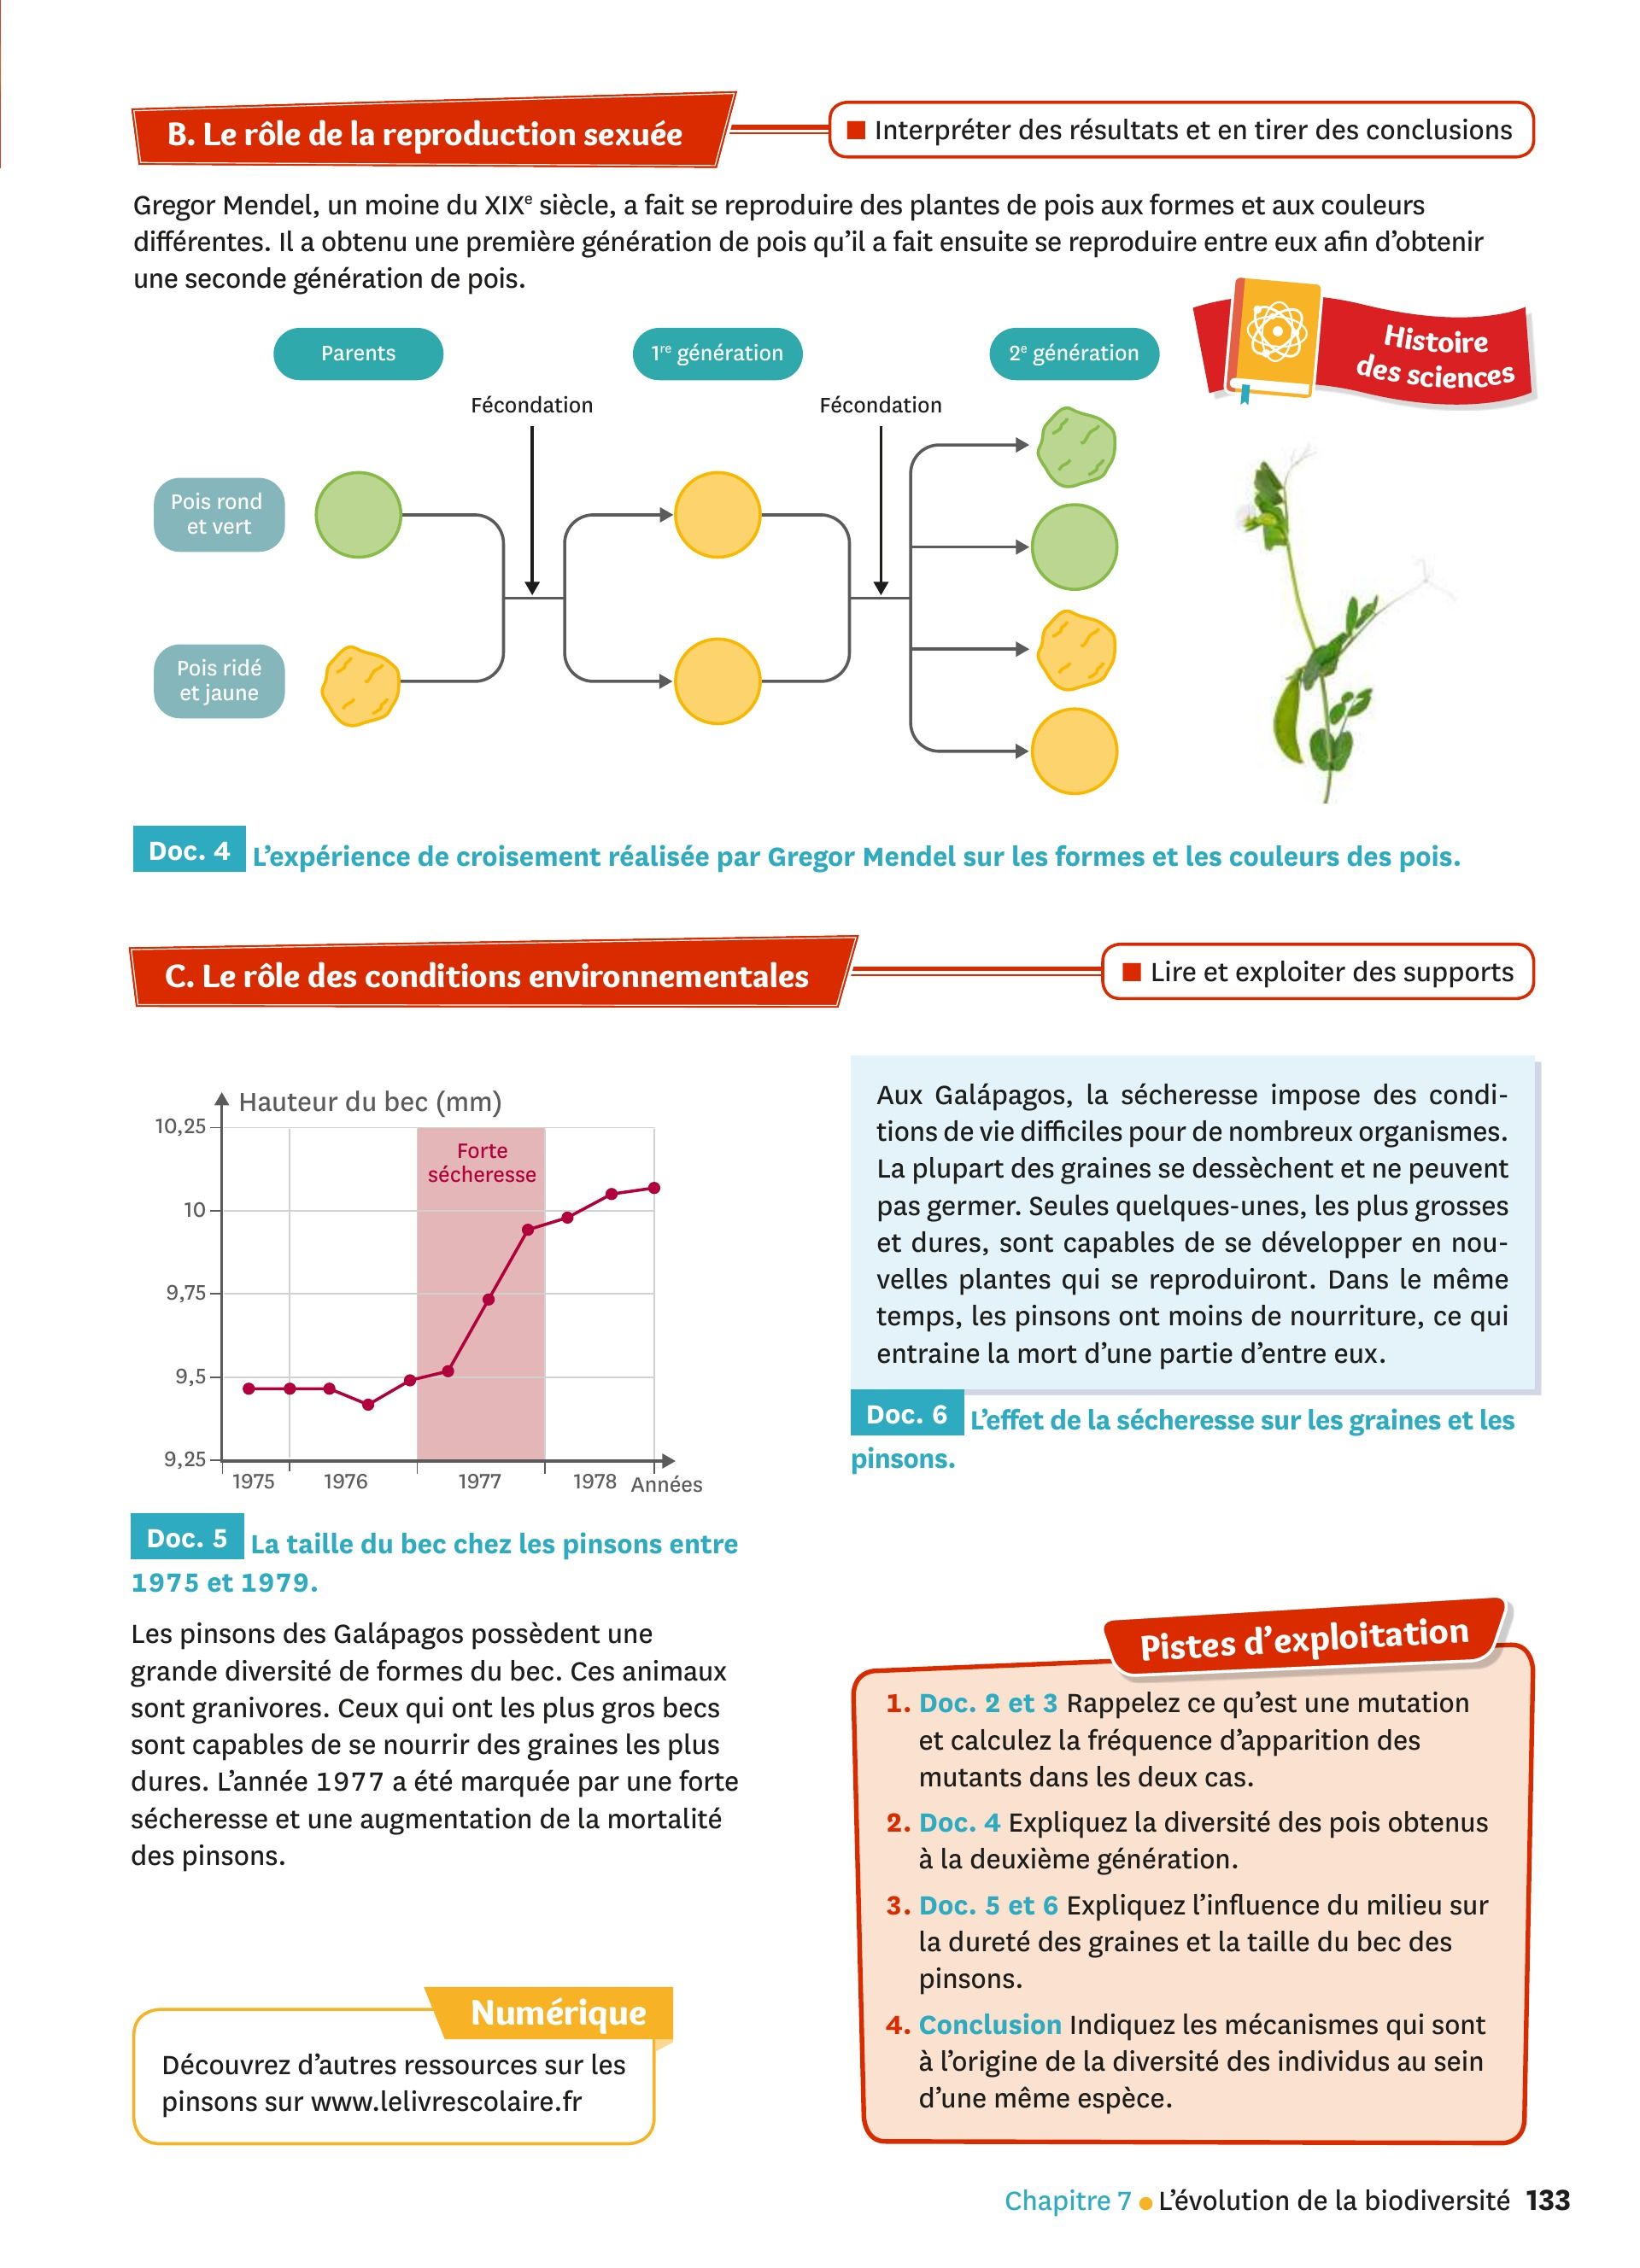 B. Le rôle de la reproduction sexuée
■ Interpréter des résultats et en tirer des conclusions
Gregor Mendel, un moine du XIXe siècle, a fait se reproduire des plantes de pois aux formes et aux couleurs
différentes. Il a obtenu une première génération de pois qu’il a fait ensuite se reproduire entre eux afin d’obtenir
une seconde génération de pois.
Histoire
des sciences
Parents
1re génération
2e génération
Fécondation
Fécondation
Pois rond
et vert
Pois ridé
et jaune
Doc. 4 L’expérience de croisement réalisée par Gregor Mendel sur les formes et les couleurs des pois.
C. Le rôle des conditions environnementales
■ Lire et exploiter des supports
Hauteur du bec (mm)
10,25
10
9,75
9,5
9,25
Forte
sécheresse
1975
1976
1977
1978
Années
Doc. 5 La taille du bec chez les pinsons entre
1975 et 1979.
Les pinsons des Galápagos possèdent une
grande diversité de formes du bec. Ces animaux
sont granivores. Ceux qui ont les plus gros becs
sont capables de se nourrir des graines les plus
dures. L’année 1977 a été marquée par une forte
sécheresse et une augmentation de la mortalité
des pinsons.
Numérique
Découvrez d’autres ressources sur les
pinsons sur www.lelivrescolaire.fr
Aux Galápagos, la sécheresse impose des condi-
tions de vie difficiles pour de nombreux organismes.
La plupart des graines se dessèchent et ne peuvent
pas germer. Seules quelques-unes, les plus grosses
et dures, sont capables de se développer en nou-
velles plantes qui se reproduiront. Dans le même
temps, les pinsons ont moins de nourriture, ce qui
entraine la mort d’une partie d’entre eux.
Doc. 6 L’effet de la sécheresse sur les graines et les
pinsons.
Pistes d’exploitation
1. Doc. 2 et 3 Rappelez ce qu’est une mutation
et calculez la fréquence d’apparition des
mutants dans les deux cas.
2. Doc. 4 Expliquez la diversité des pois obtenus
à la deuxième génération.
3. Doc. 5 et 6 Expliquez l’influence du milieu sur
la dureté des graines et la taille du bec des
pinsons.
4. Conclusion Indiquez les mécanismes qui sont
à l’origine de la diversité des individus au sein
d’une même espèce.
Chapitre 7 • L’évolution de la biodiversité 133